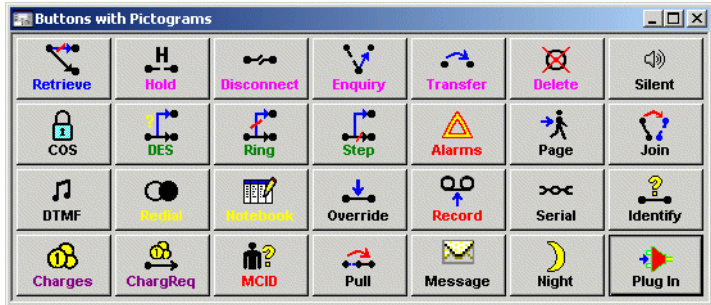 Buttons with Pictograms
Retrieve
Hold
Disconnect
Enquiry
Transfer
Delete
Silent
COS
DES
Ring
Step
Alarms
Page
Join
DTMF
Redial
Notebook
Override
Record
Serial
Identify
Charges
ChargReq
MCID
Pull
Message
Night
Plug In